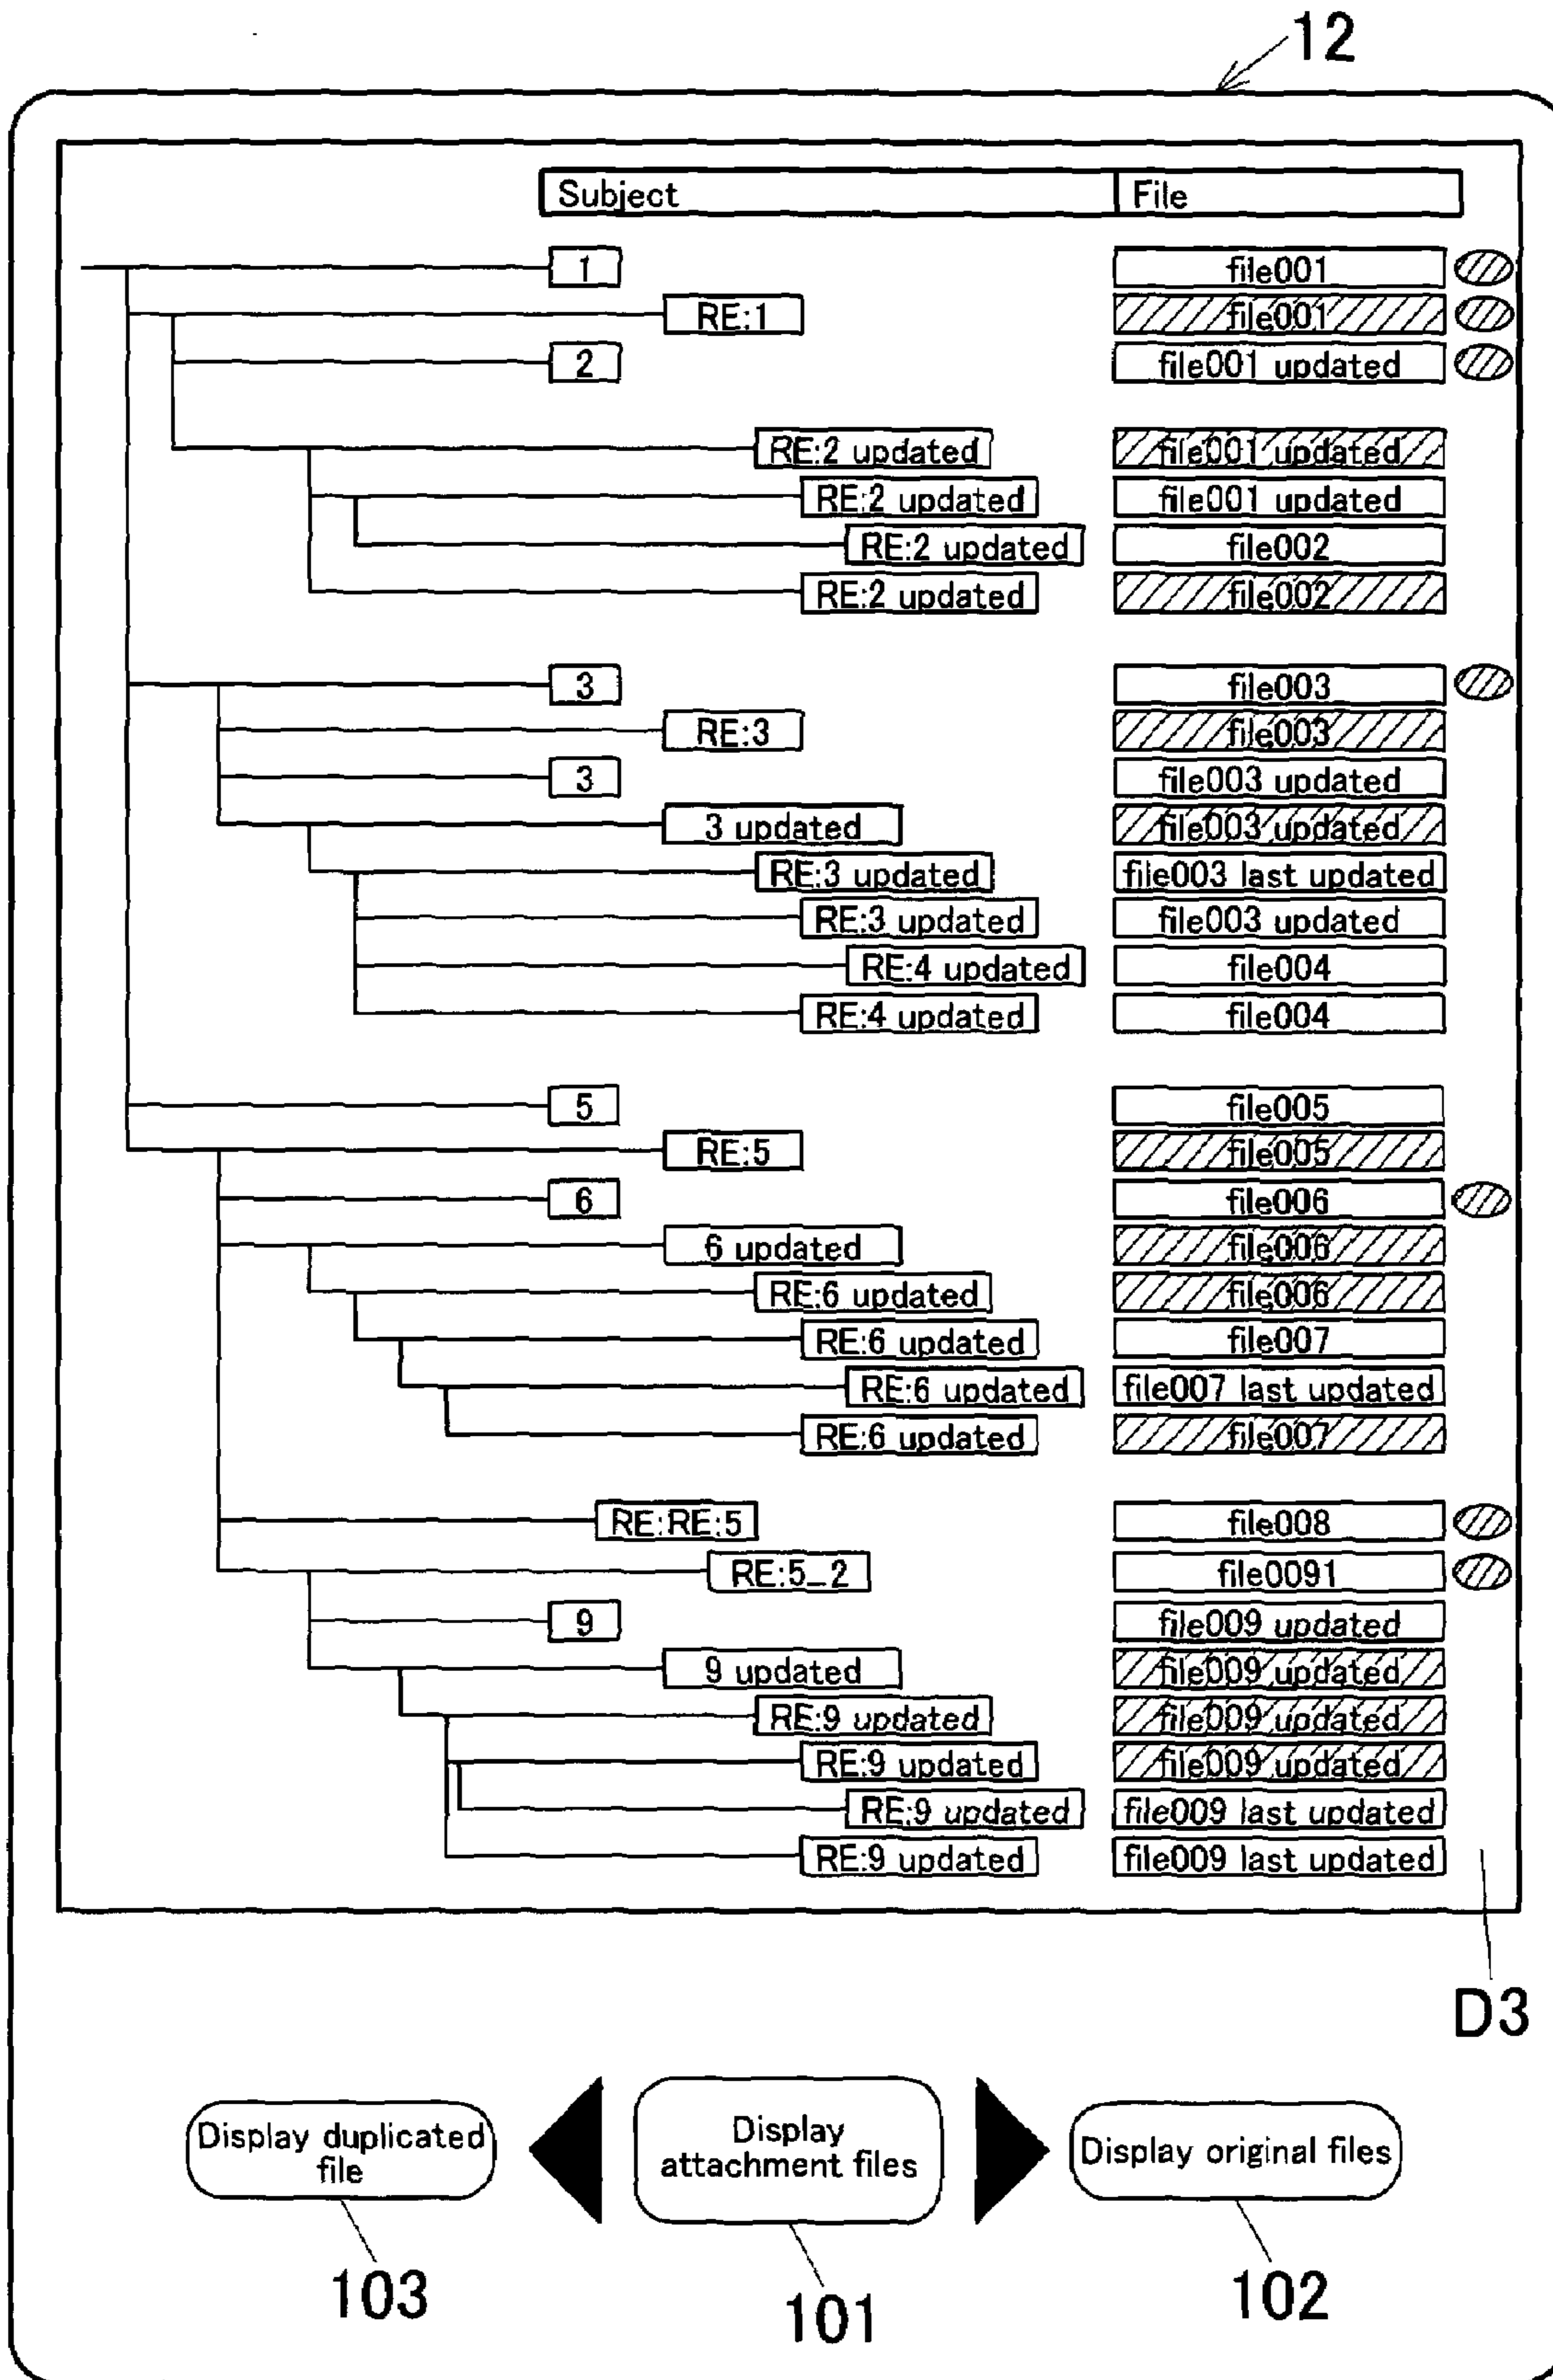 12
Subject File
1 file001
RE:1 file001
2 file001 updated
RE:2 updated file001 updated
RE:2 updated file001 updated
RE:2 updated file002
RE:2 updated file002
3 file003
RE:3 file003
3 file003 updated
3 updated file003 updated
RE:3 updated file003 last updated
RE:3 updated file003 updated
RE:4 updated file004
RE:4 updated file004
5 file005
RE:5 file005
6 file006
6 updated file006
RE:6 updated file006
RE:6 updated file007
RE:6 updated file007 last updated
RE:6 updated file007
RE:RE:5 file008
RE:5_2 file0091
9 file009 updated
9 updated file009 updated
RE:9 updated file009 updated
RE:9 updated file009 updated
RE:9 updated file009 last updated
RE:9 updated file009 last updated
D3
Display duplicated
file
Display
attachment files
Display original files
103
101
102